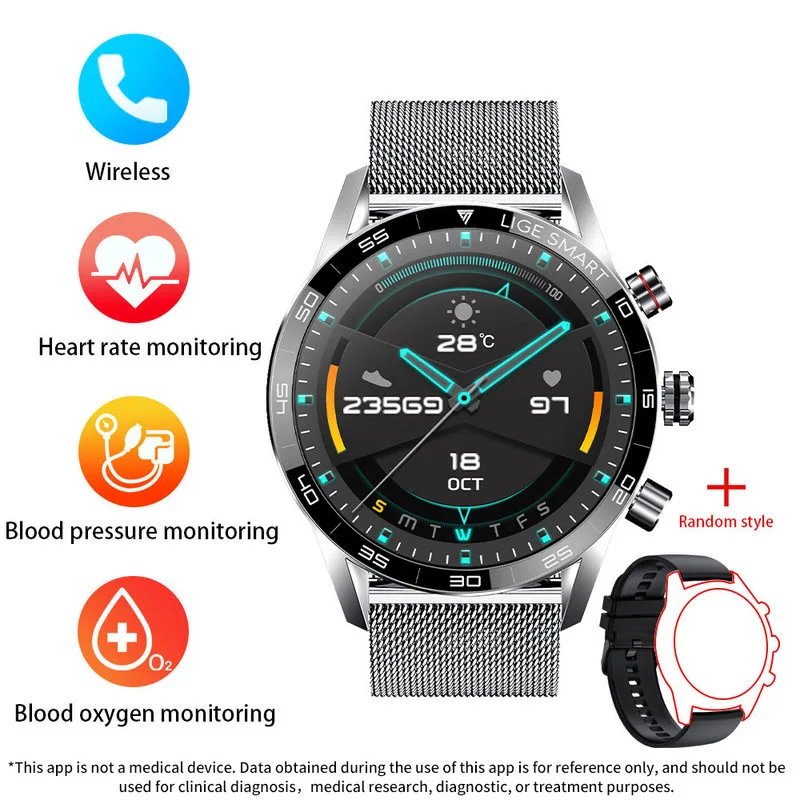 Wireless
Heart rate monitoring
Blood pressure monitoring
O2
Blood oxygen monitoring
LIGE SMART
55
50
45
40
35
30
25
20
15
10
0
100
28°C
23569
97
18
OCT
S M T W T F S
+
Random style
*This app is not a medical device. Data obtained during the use of this app is for reference only, and should not be
used for clinical diagnosis，medical research, diagnostic, or treatment purposes.